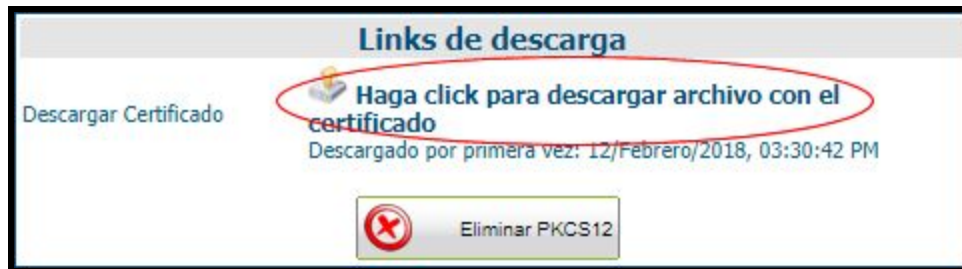 Links de descarga
Descargar Certificado
Haga click para descargar archivo con el
certificado
Descargado por primera vez: 12/Febrero/2018, 03:30:42 PM
Eliminar PKCS12